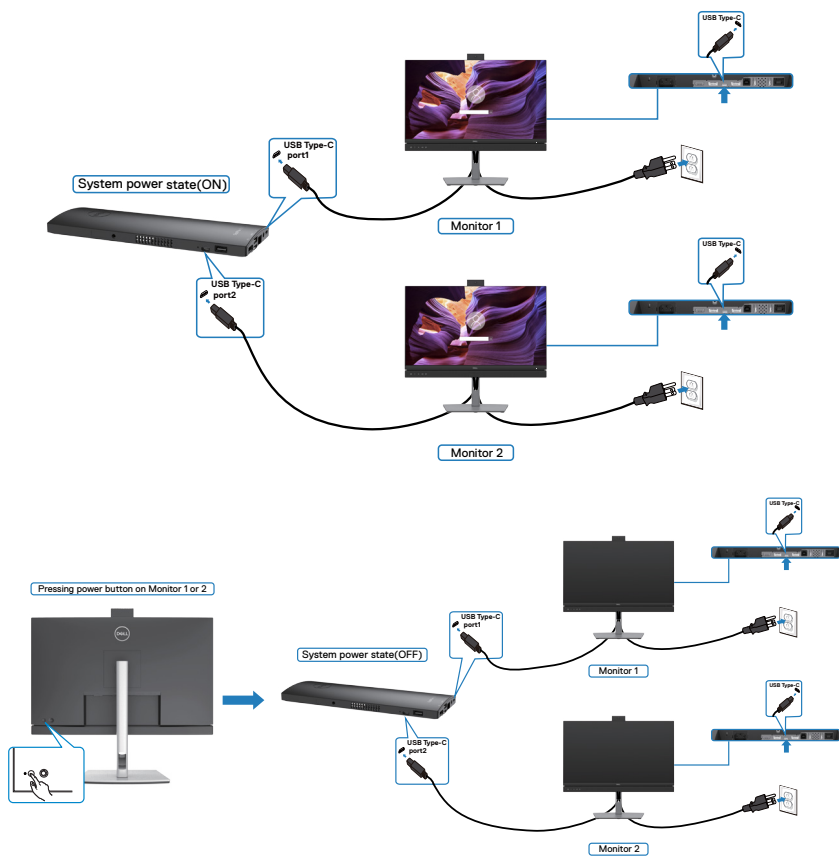 USB Type-C
USB Type-C
port1
System power state(ON)
Monitor 1
USB Type-C
USB Type-C
port2
Monitor 2
USB Type-C
Pressing power button on Monitor 1 or 2
DELL
USB Type-C
port1
System power state(OFF)
Monitor 1
USB Type-C
USB Type-C
port2
Monitor 2